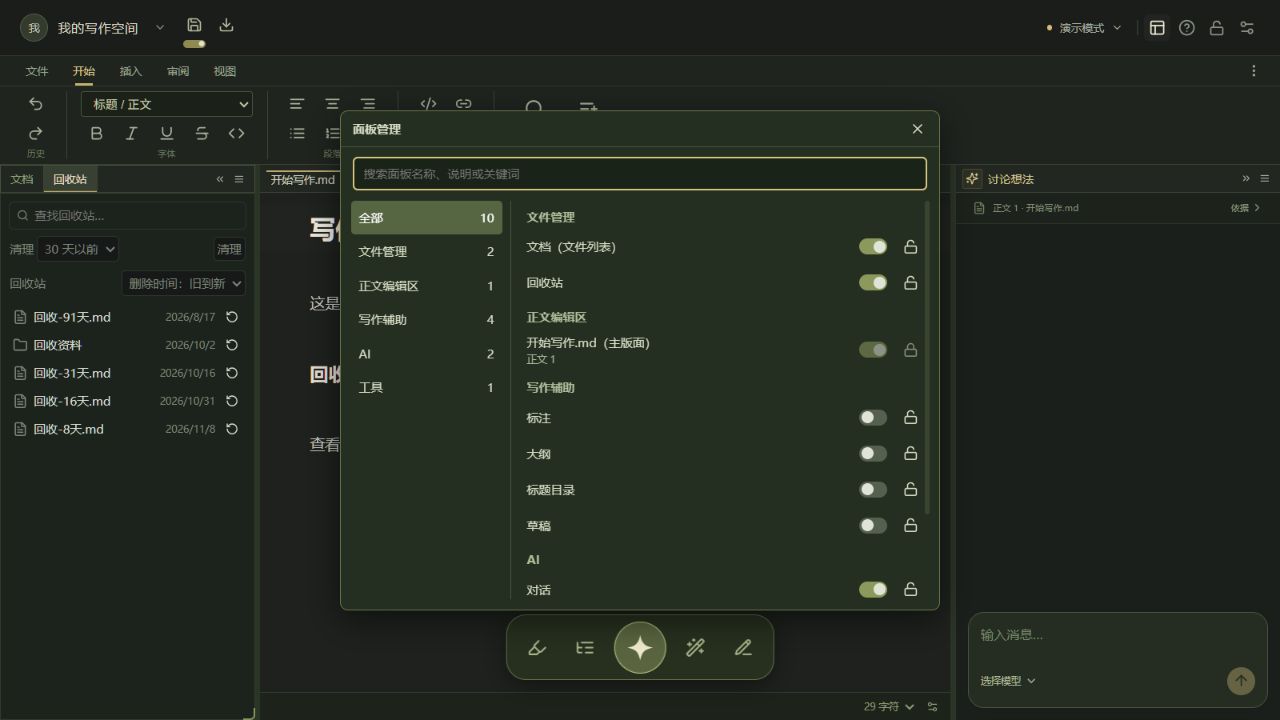 我 我的写作空间 演示模式
文件 开始 插入 审阅 视图
标题 / 正文
历史 字体
文档 回收站
查找回收站...
清理 30 天以前 清理
回收站 删除时间：旧到新
回收-91天.md 2026/8/17
回收资料 2026/10/2
回收-31天.md 2026/10/16
回收-16天.md 2026/10/31
回收-8天.md 2026/11/8
开始写作.md
这是
查看
面板管理
搜索面板名称、说明或关键词
全部 10
文件管理 2
正文编辑区 1
写作辅助 4
AI 2
工具 1
文件管理
文档（文件列表）
回收站
正文编辑区
开始写作.md（主版面）
正文 1
写作辅助
标注
大纲
标题目录
草稿
AI
对话
29 字符
讨论想法
正文 1 · 开始写作.md 依据
输入消息...
选择模型